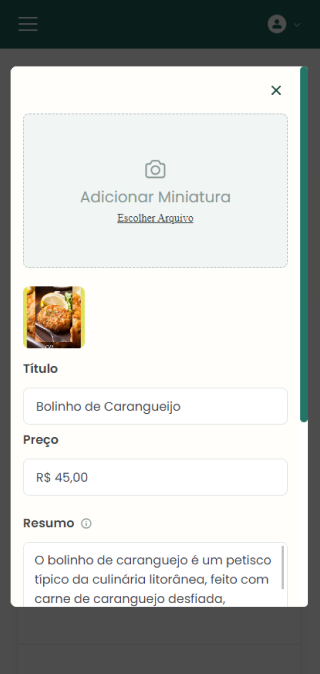 Adicionar Miniatura
Escolher Arquivo
Título
Bolinho de Carangueijo
Preço
R$ 45,00
Resumo
O bolinho de caranguejo é um petisco
típico da culinária litorânea, feito com
carne de caranguejo desfiada,